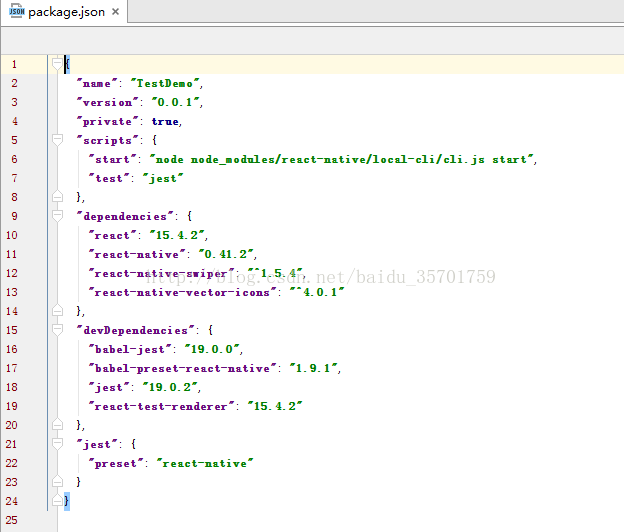 package.json
1 {
2 "name": "TestDemo",
3 "version": "0.0.1",
4 "private": true,
5 "scripts": {
6 "start": "node node_modules/react-native/local-cli/cli.js start",
7 "test": "jest"
8 },
9 "dependencies": {
10 "react": "15.4.2",
11 "react-native": "0.41.2",
12 "react-native-swiper": "^1.5.4",
http://blog.csdn.net/baidu_35701759
13 "react-native-vector-icons": "^4.0.1"
14 },
15 "devDependencies": {
16 "babel-jest": "19.0.0",
17 "babel-preset-react-native": "1.9.1",
18 "jest": "19.0.2",
19 "react-test-renderer": "15.4.2"
20 },
21 "jest": {
22 "preset": "react-native"
23 }
24 }
25